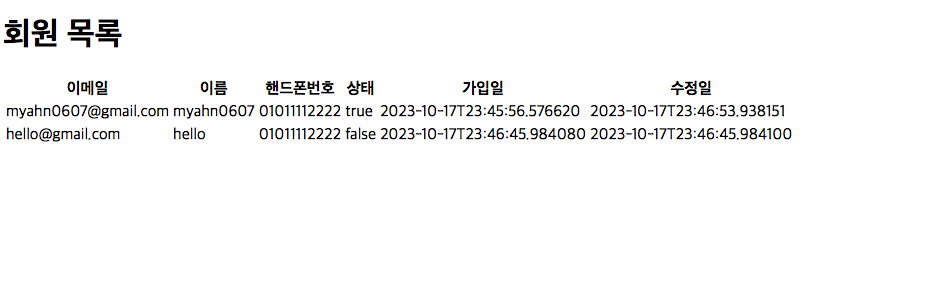 회원 목록
이메일 이름 핸드폰번호 상태 가입일 수정일
myahn0607@gmail.com myahn0607 01011112222 true 2023-10-17T23:45:56.576620 2023-10-17T23:46:53.938151
hello@gmail.com hello 01011112222 false 2023-10-17T23:46:45.984080 2023-10-17T23:46:45.984100